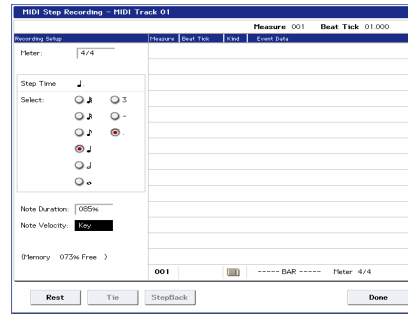 MIDI Step Recording - MIDI Track 01
Measure 001 Beat Tick 01.000
Recording Setup Measure Beat Tick Kind Event Data
Meter: 4/4
Step Time ♩.
Select: 3
-
.
Note Duration: 085%
Note Velocity: Key
(Memory 073% Free )
001 ----- BAR ----- Meter 4/4
Rest Tie StepBack Done